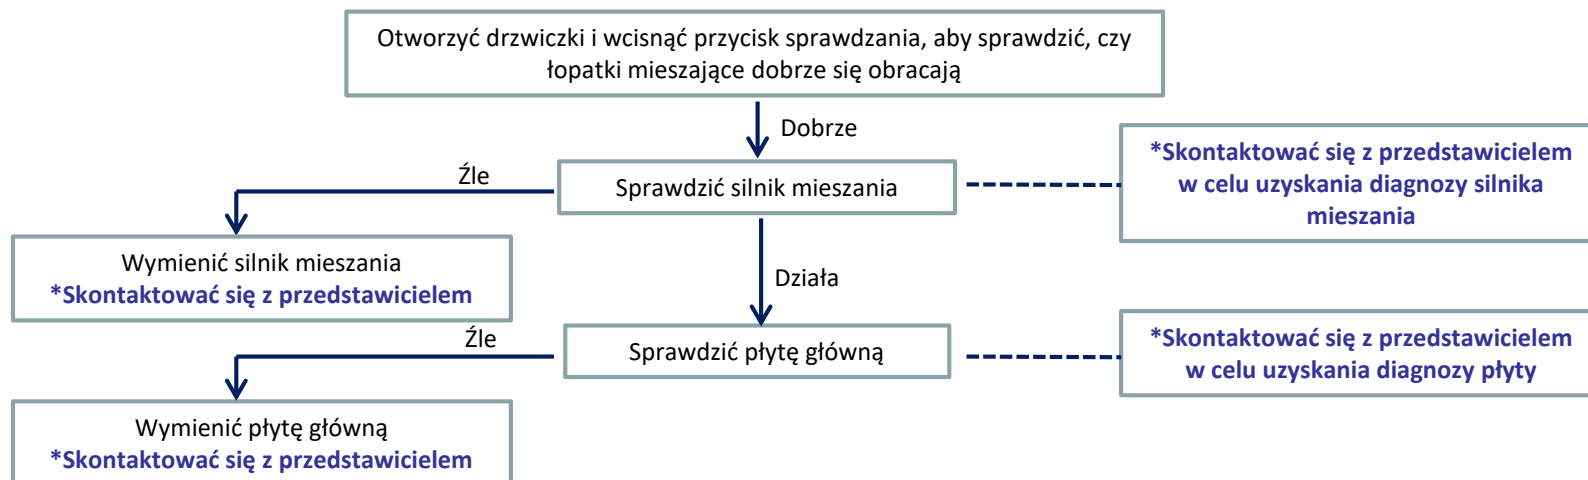 Otworzyć drzwiczki i wcisnąć przycisk sprawdzania, aby sprawdzić, czy
łopatki mieszające dobrze się obracają
Dobrze
*Skontaktować się z przedstawicielem
w celu uzyskania diagnozy silnika
mieszania
Źle
Sprawdzić silnik mieszania
Wymienić silnik mieszania
*Skontaktować się z przedstawicielem
Działa
Źle
Sprawdzić płytę główną
*Skontaktować się z przedstawicielem
w celu uzyskania diagnozy płyty
Wymienić płytę główną
*Skontaktować się z przedstawicielem